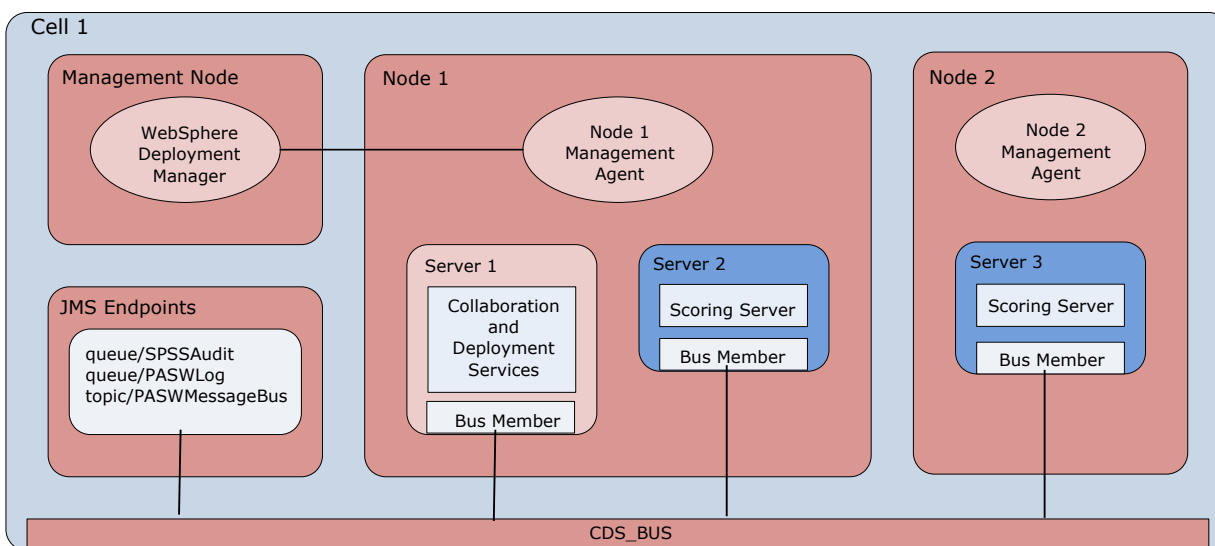 Cell 1
Management Node
WebSphere
Deployment
Manager
Node 1
Node 1
Management
Agent
Node 2
Node 2
Management
Agent
JMS Endpoints
queue/SPSSAudit
queue/PASWLog
topic/PASWMessageBus
Server 1
Collaboration
and
Deployment
Services
Bus Member
Server 2
Scoring Server
Bus Member
Server 3
Scoring Server
Bus Member
CDS_BUS